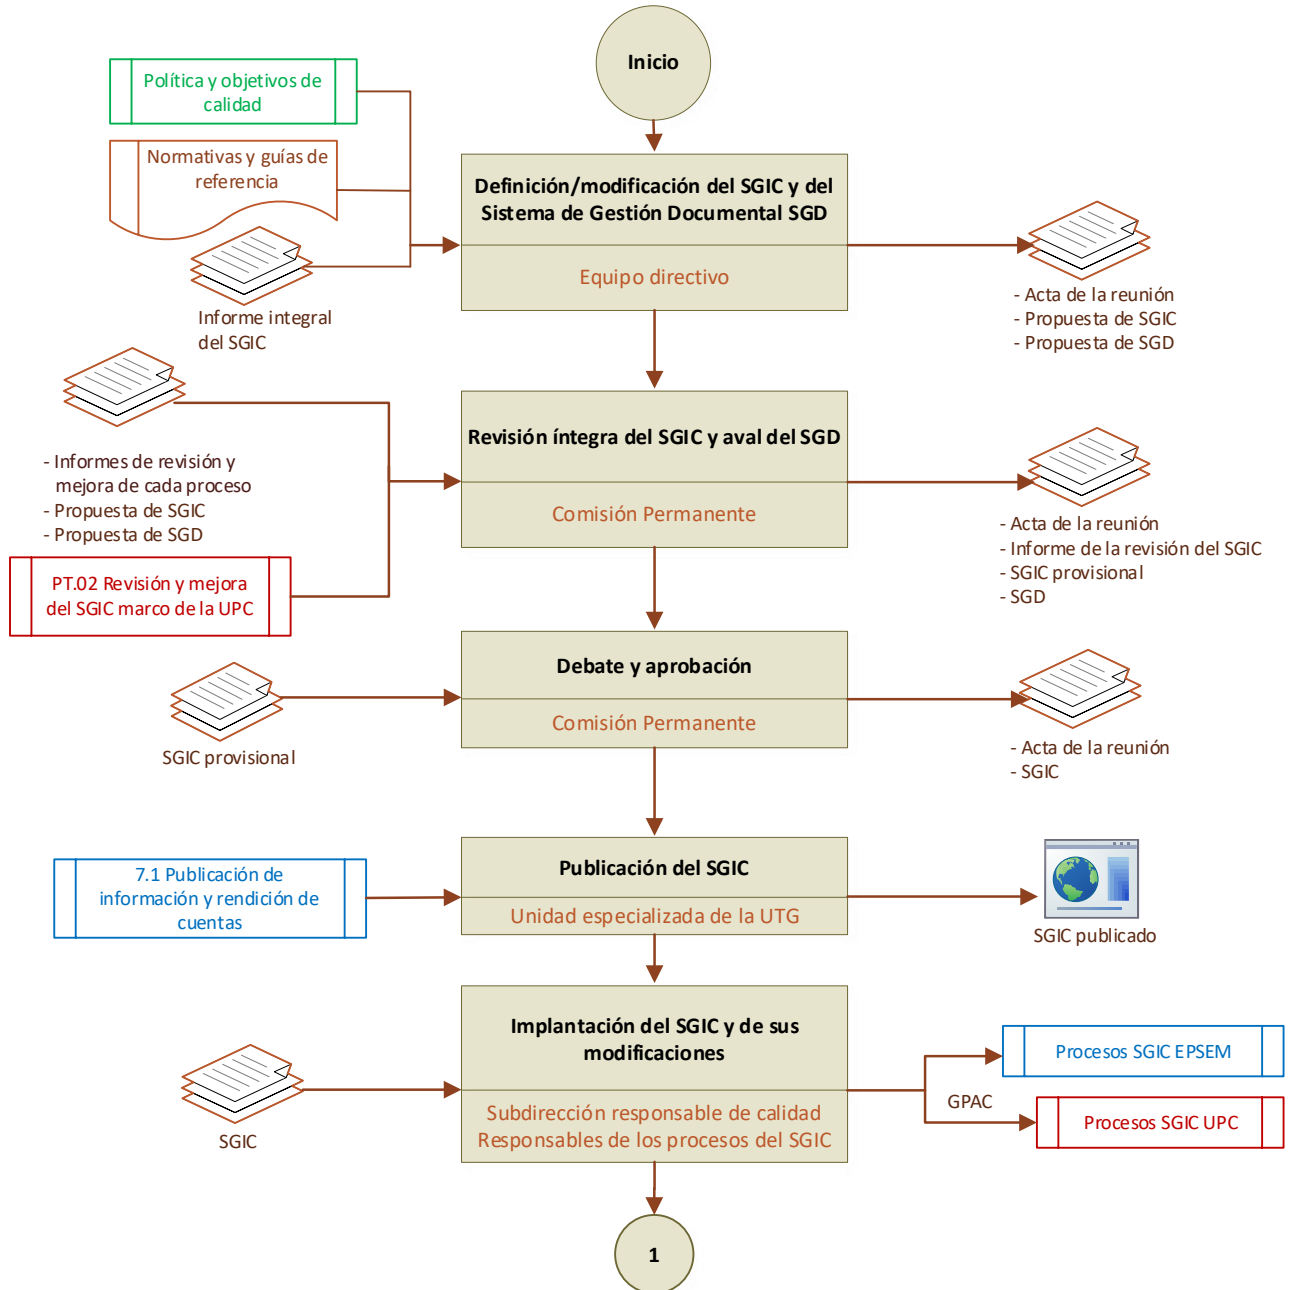 Inicio
Política y objetivos de
calidad
Normativas y guías de
referencia
Informe integral
del SGIC
Definición/modificación del SGIC y del
Sistema de Gestión Documental SGD
Equipo directivo
- Acta de la reunión
- Propuesta de SGIC
- Propuesta de SGD
- Informes de revisión y
mejora de cada proceso
- Propuesta de SGIC
- Propuesta de SGD
PT.02 Revisión y mejora
del SGIC marco de la UPC
Revisión íntegra del SGIC y aval del SGD
Comisión Permanente
- Acta de la reunión
- Informe de la revisión del SGIC
- SGIC provisional
- SGD
SGIC provisional
Debate y aprobación
Comisión Permanente
- Acta de la reunión
- SGIC
7.1 Publicación de
información y rendición de
cuentas
Publicación del SGIC
Unidad especializada de la UTG
SGIC publicado
SGIC
Implantación del SGIC y de sus
modificaciones
Subdirección responsable de calidad
Responsables de los procesos del SGIC
GPAC
Procesos SGIC EPSEM
Procesos SGIC UPC
1